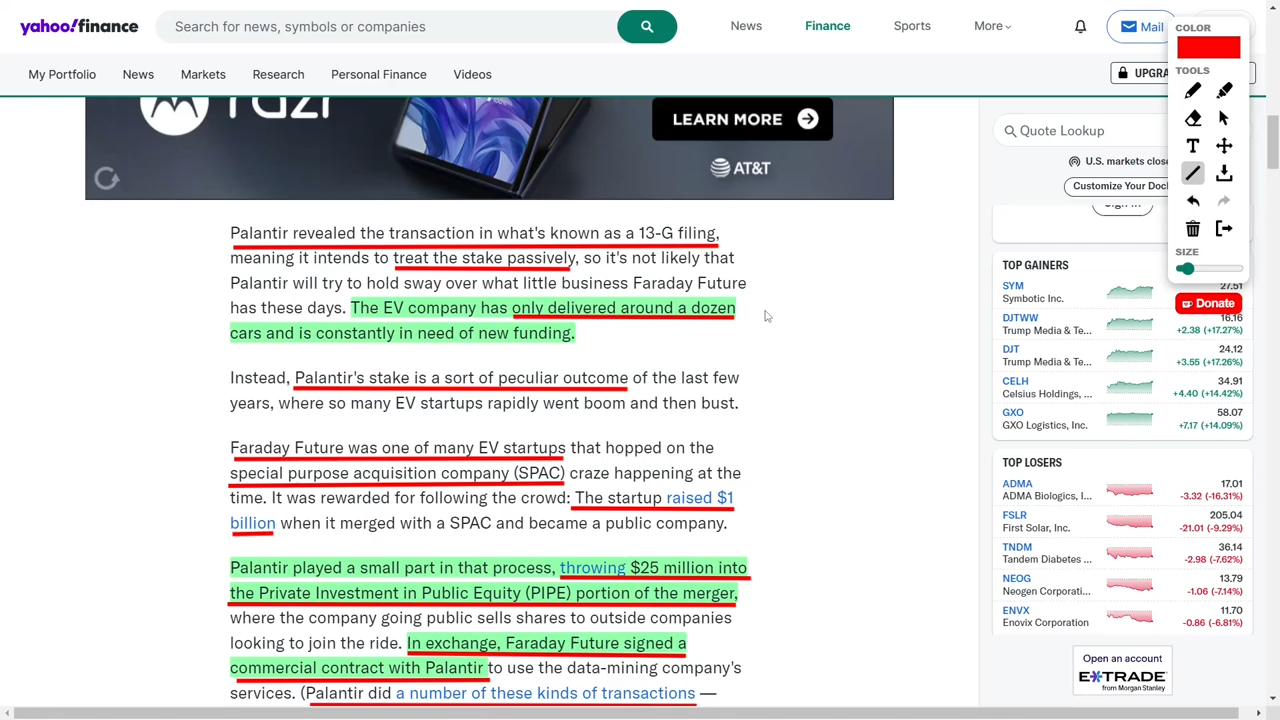 yahoo!finance
Search for news, symbols or companies
News
Finance
Sports
More
Mail
COLOR
TOOLS
SIZE
Donate
My Portfolio
News
Markets
Research
Personal Finance
Videos
UPGRA
razr
LEARN MORE
AT&T
Quote Lookup
U.S. markets close
Customize Your Doc
Sign in
Palantir revealed the transaction in what's known as a 13-G filing,
meaning it intends to treat the stake passively, so it's not likely that
Palantir will try to hold sway over what little business Faraday Future
has these days. The EV company has only delivered around a dozen
cars and is constantly in need of new funding.
Instead, Palantir's stake is a sort of peculiar outcome of the last few
years, where so many EV startups rapidly went boom and then bust.
Faraday Future was one of many EV startups that hopped on the
special purpose acquisition company (SPAC) craze happening at the
time. It was rewarded for following the crowd: The startup raised $1
billion when it merged with a SPAC and became a public company.
Palantir played a small part in that process, throwing $25 million into
the Private Investment in Public Equity (PIPE) portion of the merger,
where the company going public sells shares to outside companies
looking to join the ride. In exchange, Faraday Future signed a
commercial contract with Palantir to use the data-mining company's
services. (Palantir did a number of these kinds of transactions —
TOP GAINERS
SYM 27.51
Symbotic Inc.
DJTWW 16.16
Trump Media & Te... +2.38 (+17.27%)
DJT 24.12
Trump Media & Te... +3.55 (+17.26%)
CELH 34.91
Celsius Holdings, ... +4.40 (+14.42%)
GXO 58.07
GXO Logistics, Inc. +7.17 (+14.09%)
TOP LOSERS
ADMA 17.01
ADMA Biologics, I... -3.32 (-16.31%)
FSLR 205.04
First Solar, Inc. -21.01 (-9.29%)
TNDM 36.14
Tandem Diabetes ... -2.98 (-7.62%)
NEOG 13.79
Neogen Corporati... -1.06 (-7.14%)
ENVX 11.70
Enovix Corporation -0.86 (-6.81%)
Open an account
E*TRADE
from Morgan Stanley